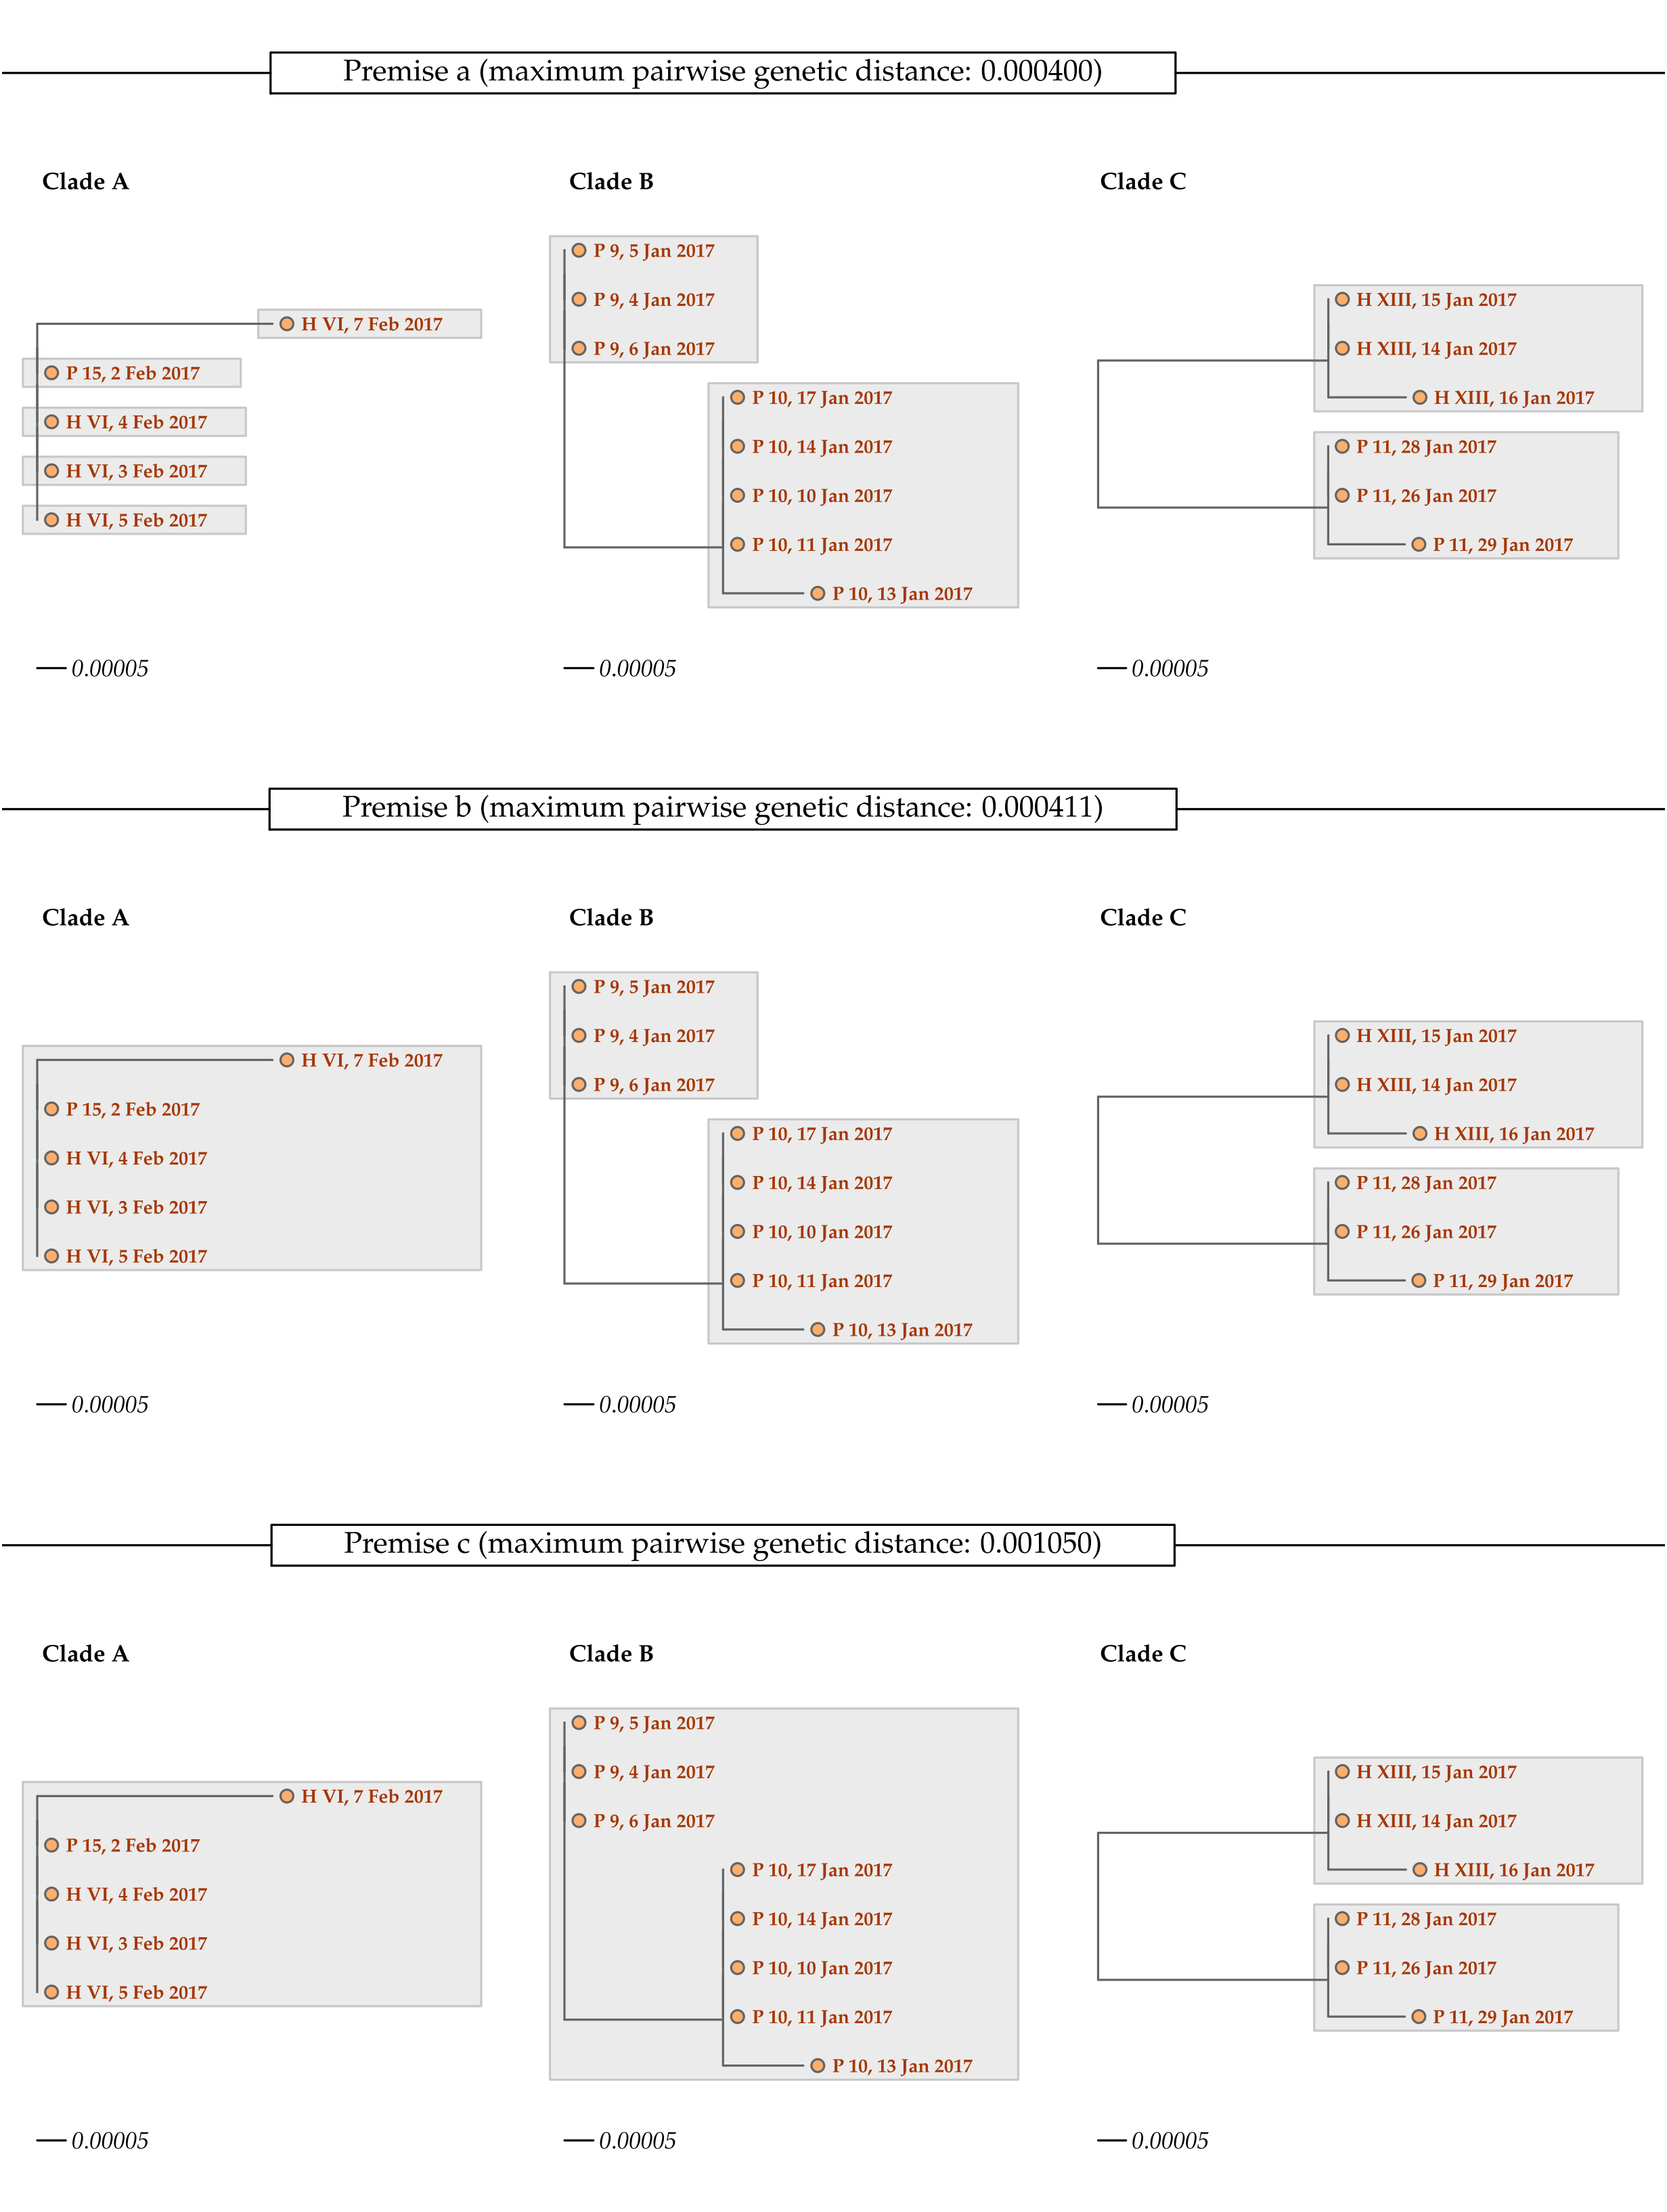 Premise a (maximum pairwise genetic distance: 0.000400)
Clade A
H VI, 7 Feb 2017
P 15, 2 Feb 2017
H VI, 4 Feb 2017
H VI, 3 Feb 2017
H VI, 5 Feb 2017
0.00005
Clade B
P 9, 5 Jan 2017
P 9, 4 Jan 2017
P 9, 6 Jan 2017
P 10, 17 Jan 2017
P 10, 14 Jan 2017
P 10, 10 Jan 2017
P 10, 11 Jan 2017
P 10, 13 Jan 2017
0.00005
Clade C
H XIII, 15 Jan 2017
H XIII, 14 Jan 2017
H XIII, 16 Jan 2017
P 11, 28 Jan 2017
P 11, 26 Jan 2017
P 11, 29 Jan 2017
0.00005
Premise b (maximum pairwise genetic distance: 0.000411)
Clade A
H VI, 7 Feb 2017
P 15, 2 Feb 2017
H VI, 4 Feb 2017
H VI, 3 Feb 2017
H VI, 5 Feb 2017
0.00005
Clade B
P 9, 5 Jan 2017
P 9, 4 Jan 2017
P 9, 6 Jan 2017
P 10, 17 Jan 2017
P 10, 14 Jan 2017
P 10, 10 Jan 2017
P 10, 11 Jan 2017
P 10, 13 Jan 2017
0.00005
Clade C
H XIII, 15 Jan 2017
H XIII, 14 Jan 2017
H XIII, 16 Jan 2017
P 11, 28 Jan 2017
P 11, 26 Jan 2017
P 11, 29 Jan 2017
0.00005
Premise c (maximum pairwise genetic distance: 0.001050)
Clade A
H VI, 7 Feb 2017
P 15, 2 Feb 2017
H VI, 4 Feb 2017
H VI, 3 Feb 2017
H VI, 5 Feb 2017
0.00005
Clade B
P 9, 5 Jan 2017
P 9, 4 Jan 2017
P 9, 6 Jan 2017
P 10, 17 Jan 2017
P 10, 14 Jan 2017
P 10, 10 Jan 2017
P 10, 11 Jan 2017
P 10, 13 Jan 2017
0.00005
Clade C
H XIII, 15 Jan 2017
H XIII, 14 Jan 2017
H XIII, 16 Jan 2017
P 11, 28 Jan 2017
P 11, 26 Jan 2017
P 11, 29 Jan 2017
0.00005